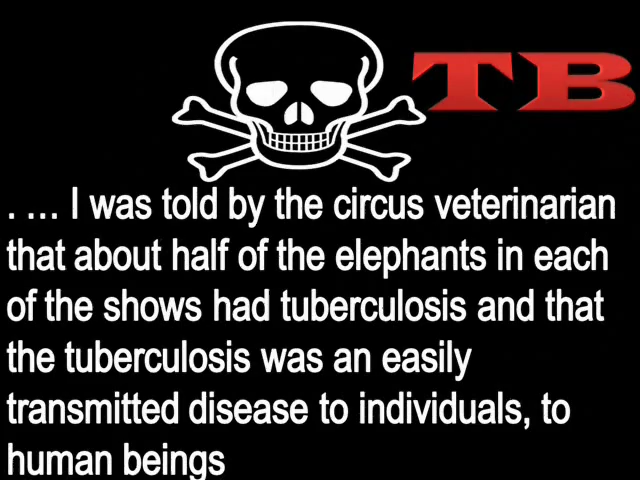 TB
. ... I was told by the circus veterinarian
that about half of the elephants in each
of the shows had tuberculosis and that
the tuberculosis was an easily
transmitted disease to individuals, to
human beings